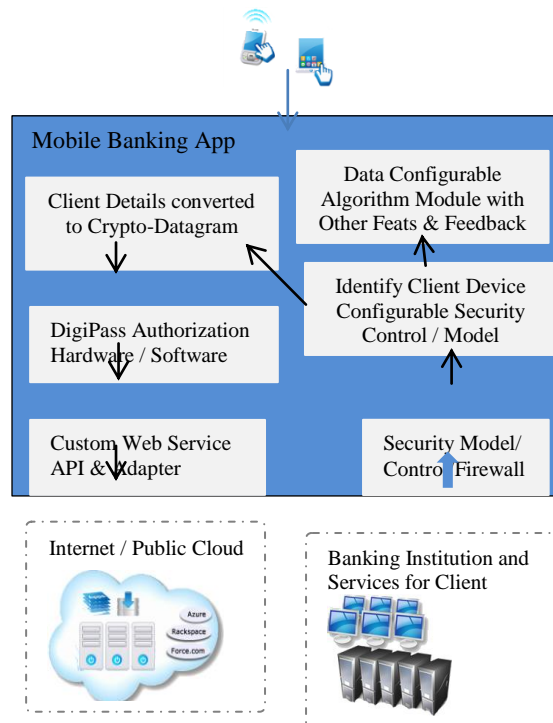 Mobile Banking App
Client Details converted
to Crypto-Datagram
Data Configurable
Algorithm Module with
Other Feats & Feedback
Identify Client Device
Configurable Security
Control / Model
DigiPass Authorization
Hardware / Software
Custom Web Service
API & Adapter
Security Model/
Control/Firewall
Internet / Public Cloud
Azure
Rackspace
Force.com
Banking Institution and
Services for Client